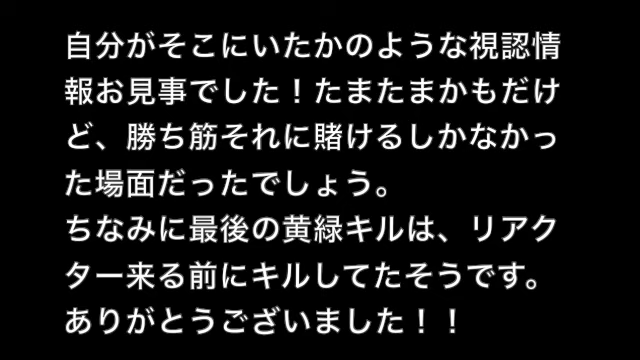 自分がそこにいたかのような視認情
報お見事でした！たまたまかもだけ
ど、勝ち筋それに賭けるしかなかっ
た場面だったでしょう。
ちなみに最後の黄緑キルは、リアク
ター来る前にキルしてたそうです。
ありがとうございました！！